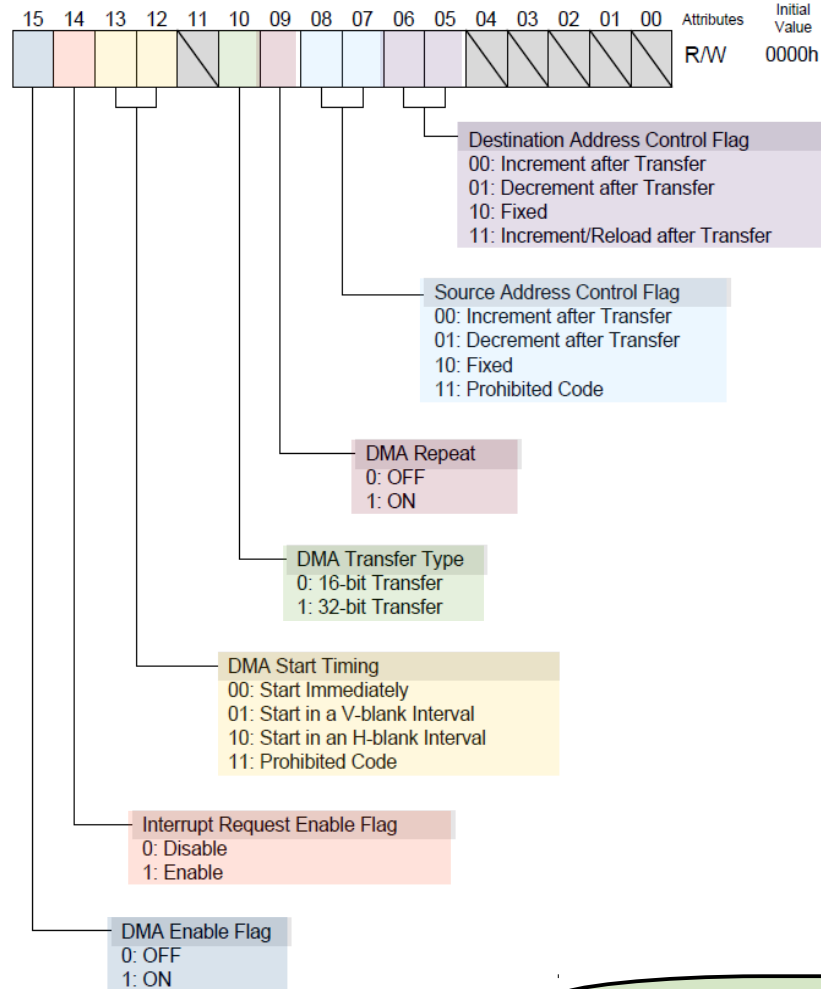 15 14 13 12 11 10 09 08 07 06 05 04 03 02 01 00 Attributes Initial Value
R/W 0000h
Destination Address Control Flag
00: Increment after Transfer
01: Decrement after Transfer
10: Fixed
11: Increment/Reload after Transfer
Source Address Control Flag
00: Increment after Transfer
01: Decrement after Transfer
10: Fixed
11: Prohibited Code
DMA Repeat
0: OFF
1: ON
DMA Transfer Type
0: 16-bit Transfer
1: 32-bit Transfer
DMA Start Timing
00: Start Immediately
01: Start in a V-blank Interval
10: Start in an H-blank Interval
11: Prohibited Code
Interrupt Request Enable Flag
0: Disable
1: Enable
DMA Enable Flag
0: OFF
1: ON